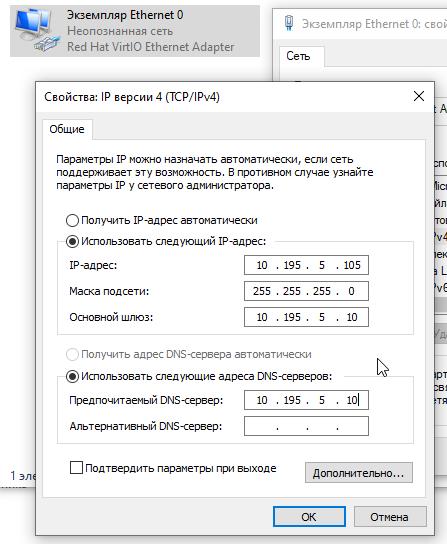 Экземпляр Ethernet 0
Неопознанная сеть
Red Hat VirtIO Ethernet Adapter
Экземпляр Ethernet 0: свой
Сеть
Свойства: IP версии 4 (TCP/IPv4)
Общие
Параметры IP можно назначать автоматически, если сеть
поддерживает эту возможность. В противном случае узнайте
параметры IP у сетевого администратора.
Получить IP-адрес автоматически
Использовать следующий IP-адрес:
IP-адрес: 10 . 195 . 5 . 105
Маска подсети: 255 . 255 . 255 . 0
Основной шлюз: 10 . 195 . 5 . 10
Получить адрес DNS-сервера автоматически
Использовать следующие адреса DNS-серверов:
Предпочитаемый DNS-сервер: 10 . 195 . 5 . 10
Альтернативный DNS-сервер: . . .
Подтвердить параметры при выходе
Дополнительно...
1 эле
ОК
Отмена